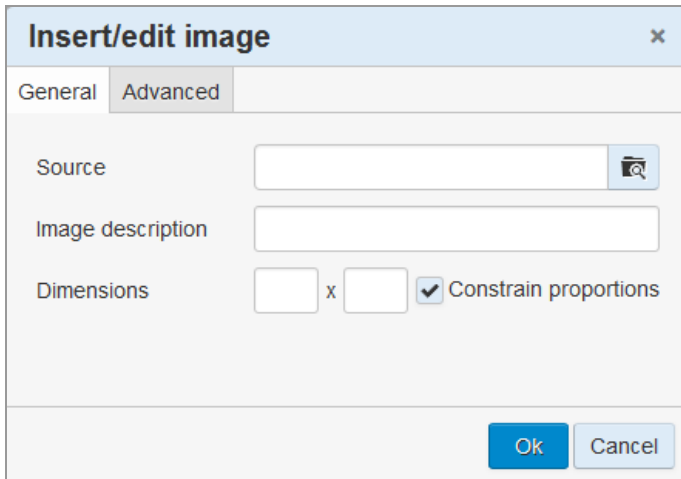 Insert/edit image ×
General Advanced
Source
Image description
Dimensions x Constrain proportions
Ok Cancel